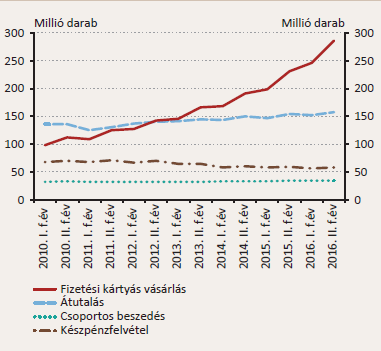 Millió darab Millió darab
300 300
250 250
200 200
150 150
100 100
50 50
0 0
2010. I. f.év
2010. II. f.év
2011. I. f.év
2011. II. f.év
2012. I. f.év
2012. II. f.év
2013. I. f.év
2013. II. f.év
2014. I. f.év
2014. II. f.év
2015. I. f.év
2015. II. f.év
2016. I. f.év
2016. II. f.év
Fizetési kártyás vásárlás
Átutalás
Csoportos beszedés
Készpénzfelvétel